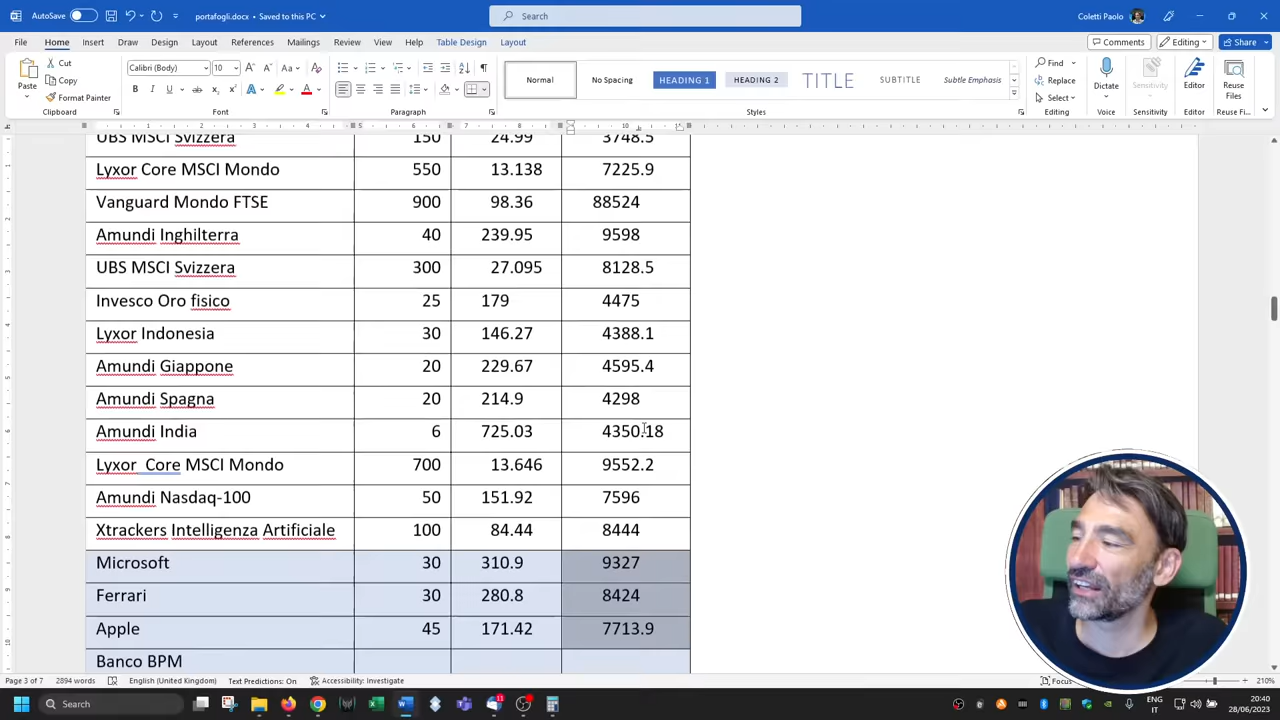 AutoSave
Off
portafogli.docx • Saved to this PC
Search
Coletti Paolo
File Home Insert Draw Design Layout References Mailings Review View Help Table Design Layout
Comments Editing Share
Paste
Cut
Copy
Format Painter
Clipboard
Calibri (Body) 10
Font
Paragraph
Normal
No Spacing
HEADING 1
HEADING 2
TITLE
SUBTITLE
Subtle Emphasis
Styles
Find
Replace
Select
Editing
Dictate
Voice
Sensitivity
Sensitivity
Editor
Editor
Reuse Files
Reuse Fi...
UBS MSCI Svizzera 150 24.99 3748.5
Lyxor Core MSCI Mondo 550 13.138 7225.9
Vanguard Mondo FTSE 900 98.36 88524
Amundi Inghilterra 40 239.95 9598
UBS MSCI Svizzera 300 27.095 8128.5
Invesco Oro fisico 25 179 4475
Lyxor Indonesia 30 146.27 4388.1
Amundi Giappone 20 229.67 4595.4
Amundi Spagna 20 214.9 4298
Amundi India 6 725.03 4350.18
Lyxor Core MSCI Mondo 700 13.646 9552.2
Amundi Nasdaq-100 50 151.92 7596
Xtrackers Intelligenza Artificiale 100 84.44 8444
Microsoft 30 310.9 9327
Ferrari 30 280.8 8424
Apple 45 171.42 7713.9
Banco BPM
Page 3 of 7 2894 words English (United Kingdom) Text Predictions: On Accessibility: Investigate Focus 210%
Search
ENG
IT
20:40
28/06/2023